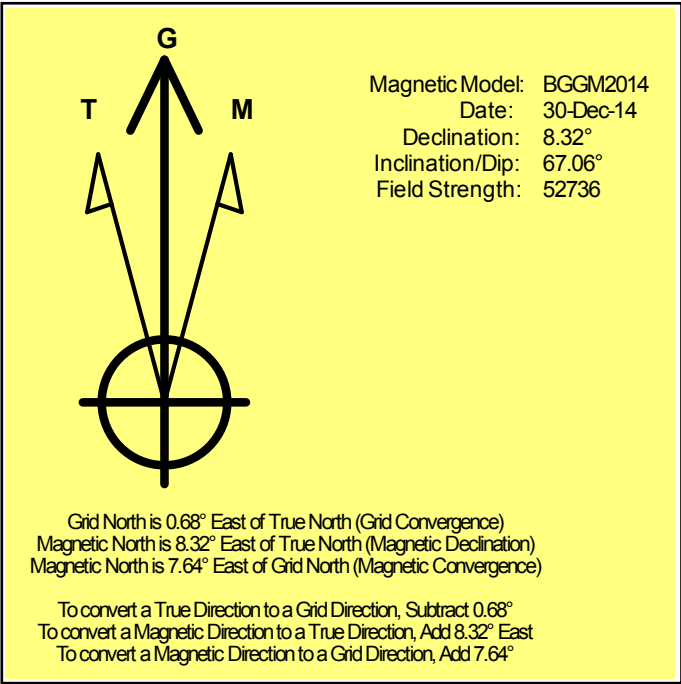 G
T M
Magnetic Model: BGGM2014
Date: 30-Dec-14
Declination: 8.32°
Inclination/Dip: 67.06°
Field Strength: 52736
Grid North is 0.68° East of True North (Grid Convergence)
Magnetic North is 8.32° East of True North (Magnetic Declination)
Magnetic North is 7.64° East of Grid North (Magnetic Convergence)
To convert a True Direction to a Grid Direction, Subtract 0.68°
To convert a Magnetic Direction to a True Direction, Add 8.32° East
To convert a Magnetic Direction to a Grid Direction, Add 7.64°